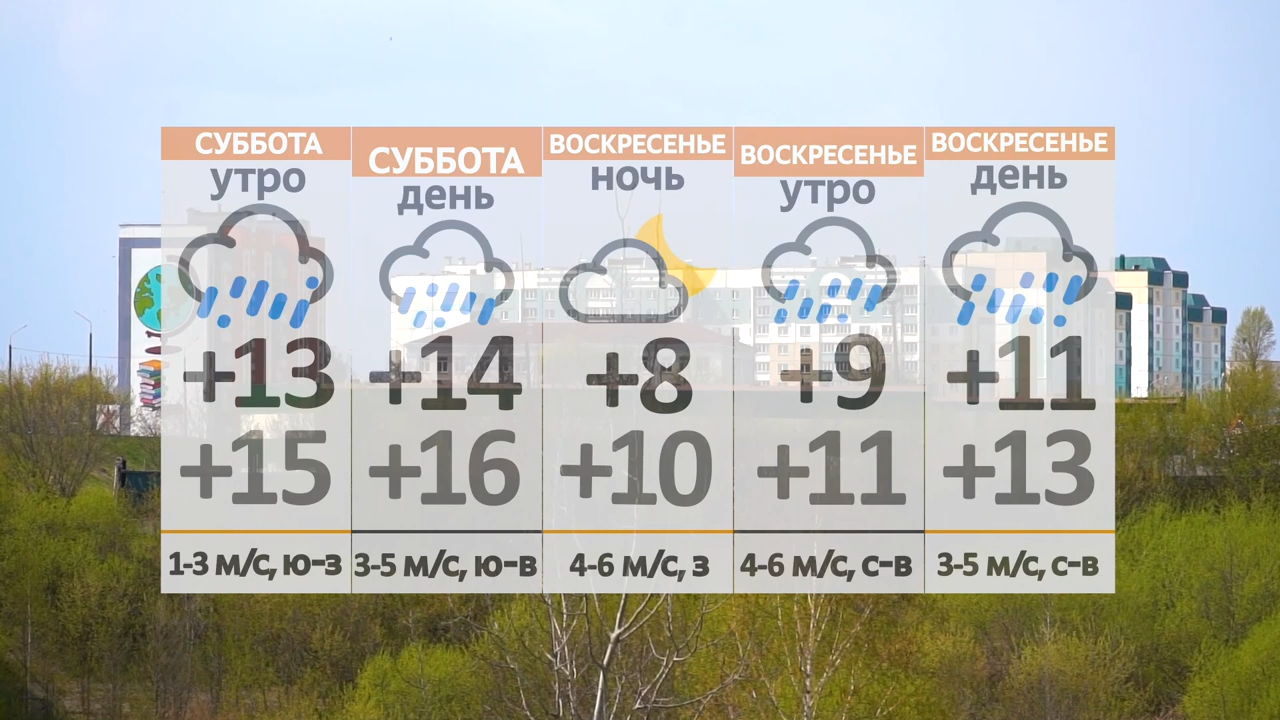 СУББОТА
утро
+13
+15
1-3 м/с, ю-з
СУББОТА
день
+14
+16
3-5 м/с, ю-в
ВОСКРЕСЕНЬЕ
ночь
+8
+10
4-6 м/с, з
ВОСКРЕСЕНЬЕ
утро
+9
+11
4-6 м/с, с-в
ВОСКРЕСЕНЬЕ
день
+11
+13
3-5 м/с, с-в